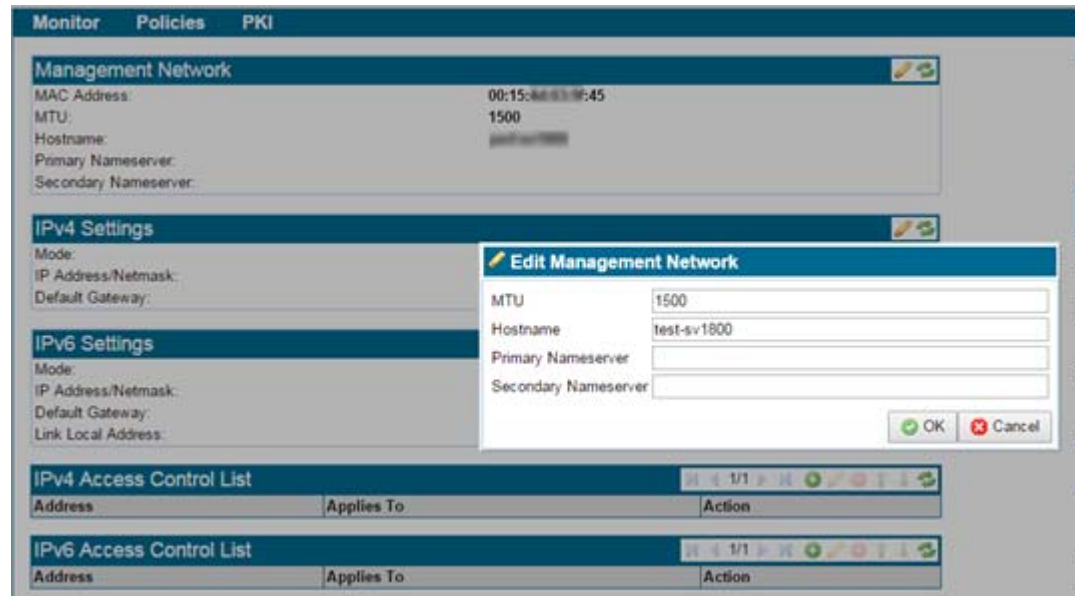 Monitor Policies PKI
Management Network
MAC Address: 00:15: :45
MTU: 1500
Hostname:
Primary Nameserver:
Secondary Nameserver:
IPv4 Settings
Mode:
IP Address/Netmask:
Default Gateway:
Edit Management Network
MTU 1500
Hostname test-sv1800
Primary Nameserver
Secondary Nameserver
OK Cancel
IPv6 Settings
Mode:
IP Address/Netmask:
Default Gateway:
Link Local Address:
IPv4 Access Control List 1/1
Address Applies To Action
IPv6 Access Control List 1/1
Address Applies To Action